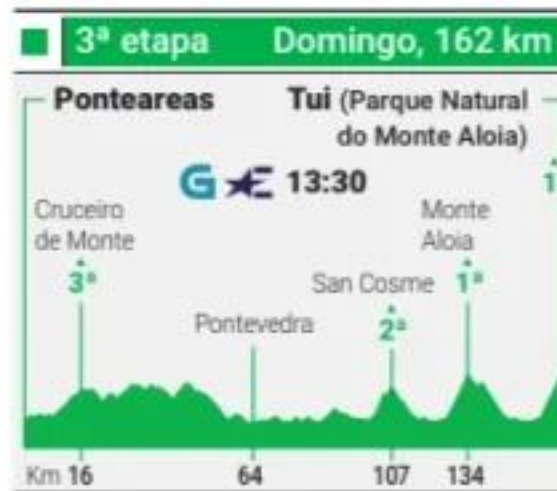 3ª etapa Domingo, 162 km
Ponteareas
Tui (Parque Natural
do Monte Aloia)
G E 13:30
Cruceiro
de Monte
3ª
Pontevedra
San Cosme
2ª
Monte
Aloia
1ª
1
Km 16 64 107 134